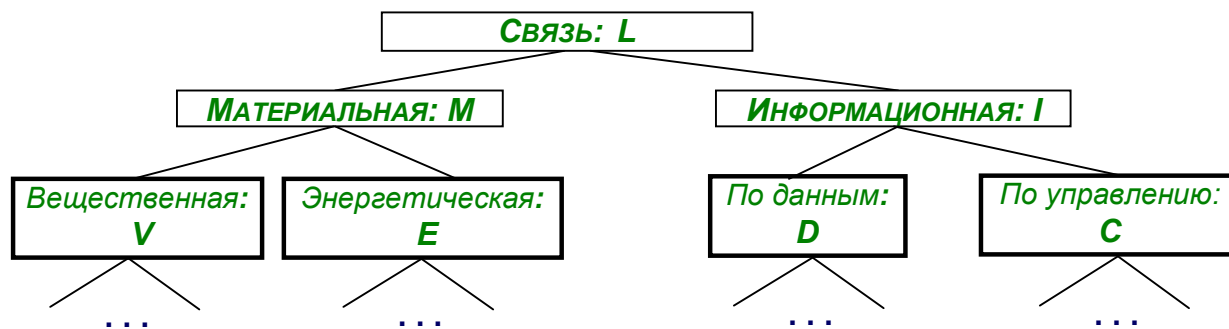 Связь: L
Материальная: M
Информационная: I
Вещественная:
V
Энергетическая:
E
По данным:
D
По управлению:
C
... ... ... ...